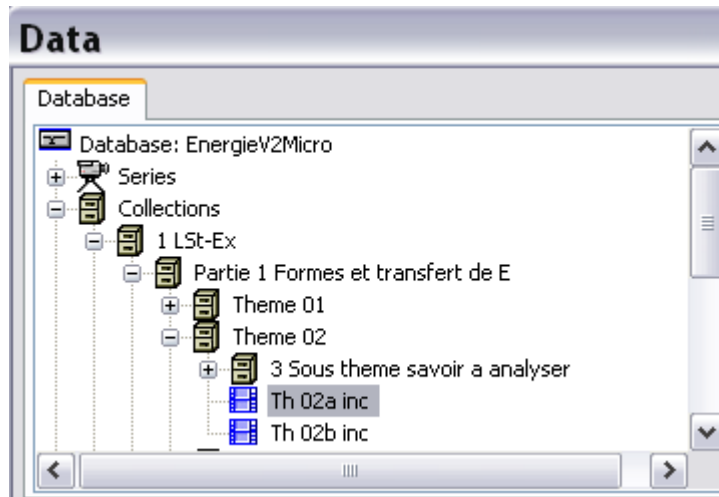 Data
Database
Database: EnergieV2Micro
Series
Collections
1 LSt-Ex
Partie 1 Formes et transfert de E
Theme 01
Theme 02
3 Sous theme savoir a analyser
Th 02a inc
Th 02b inc